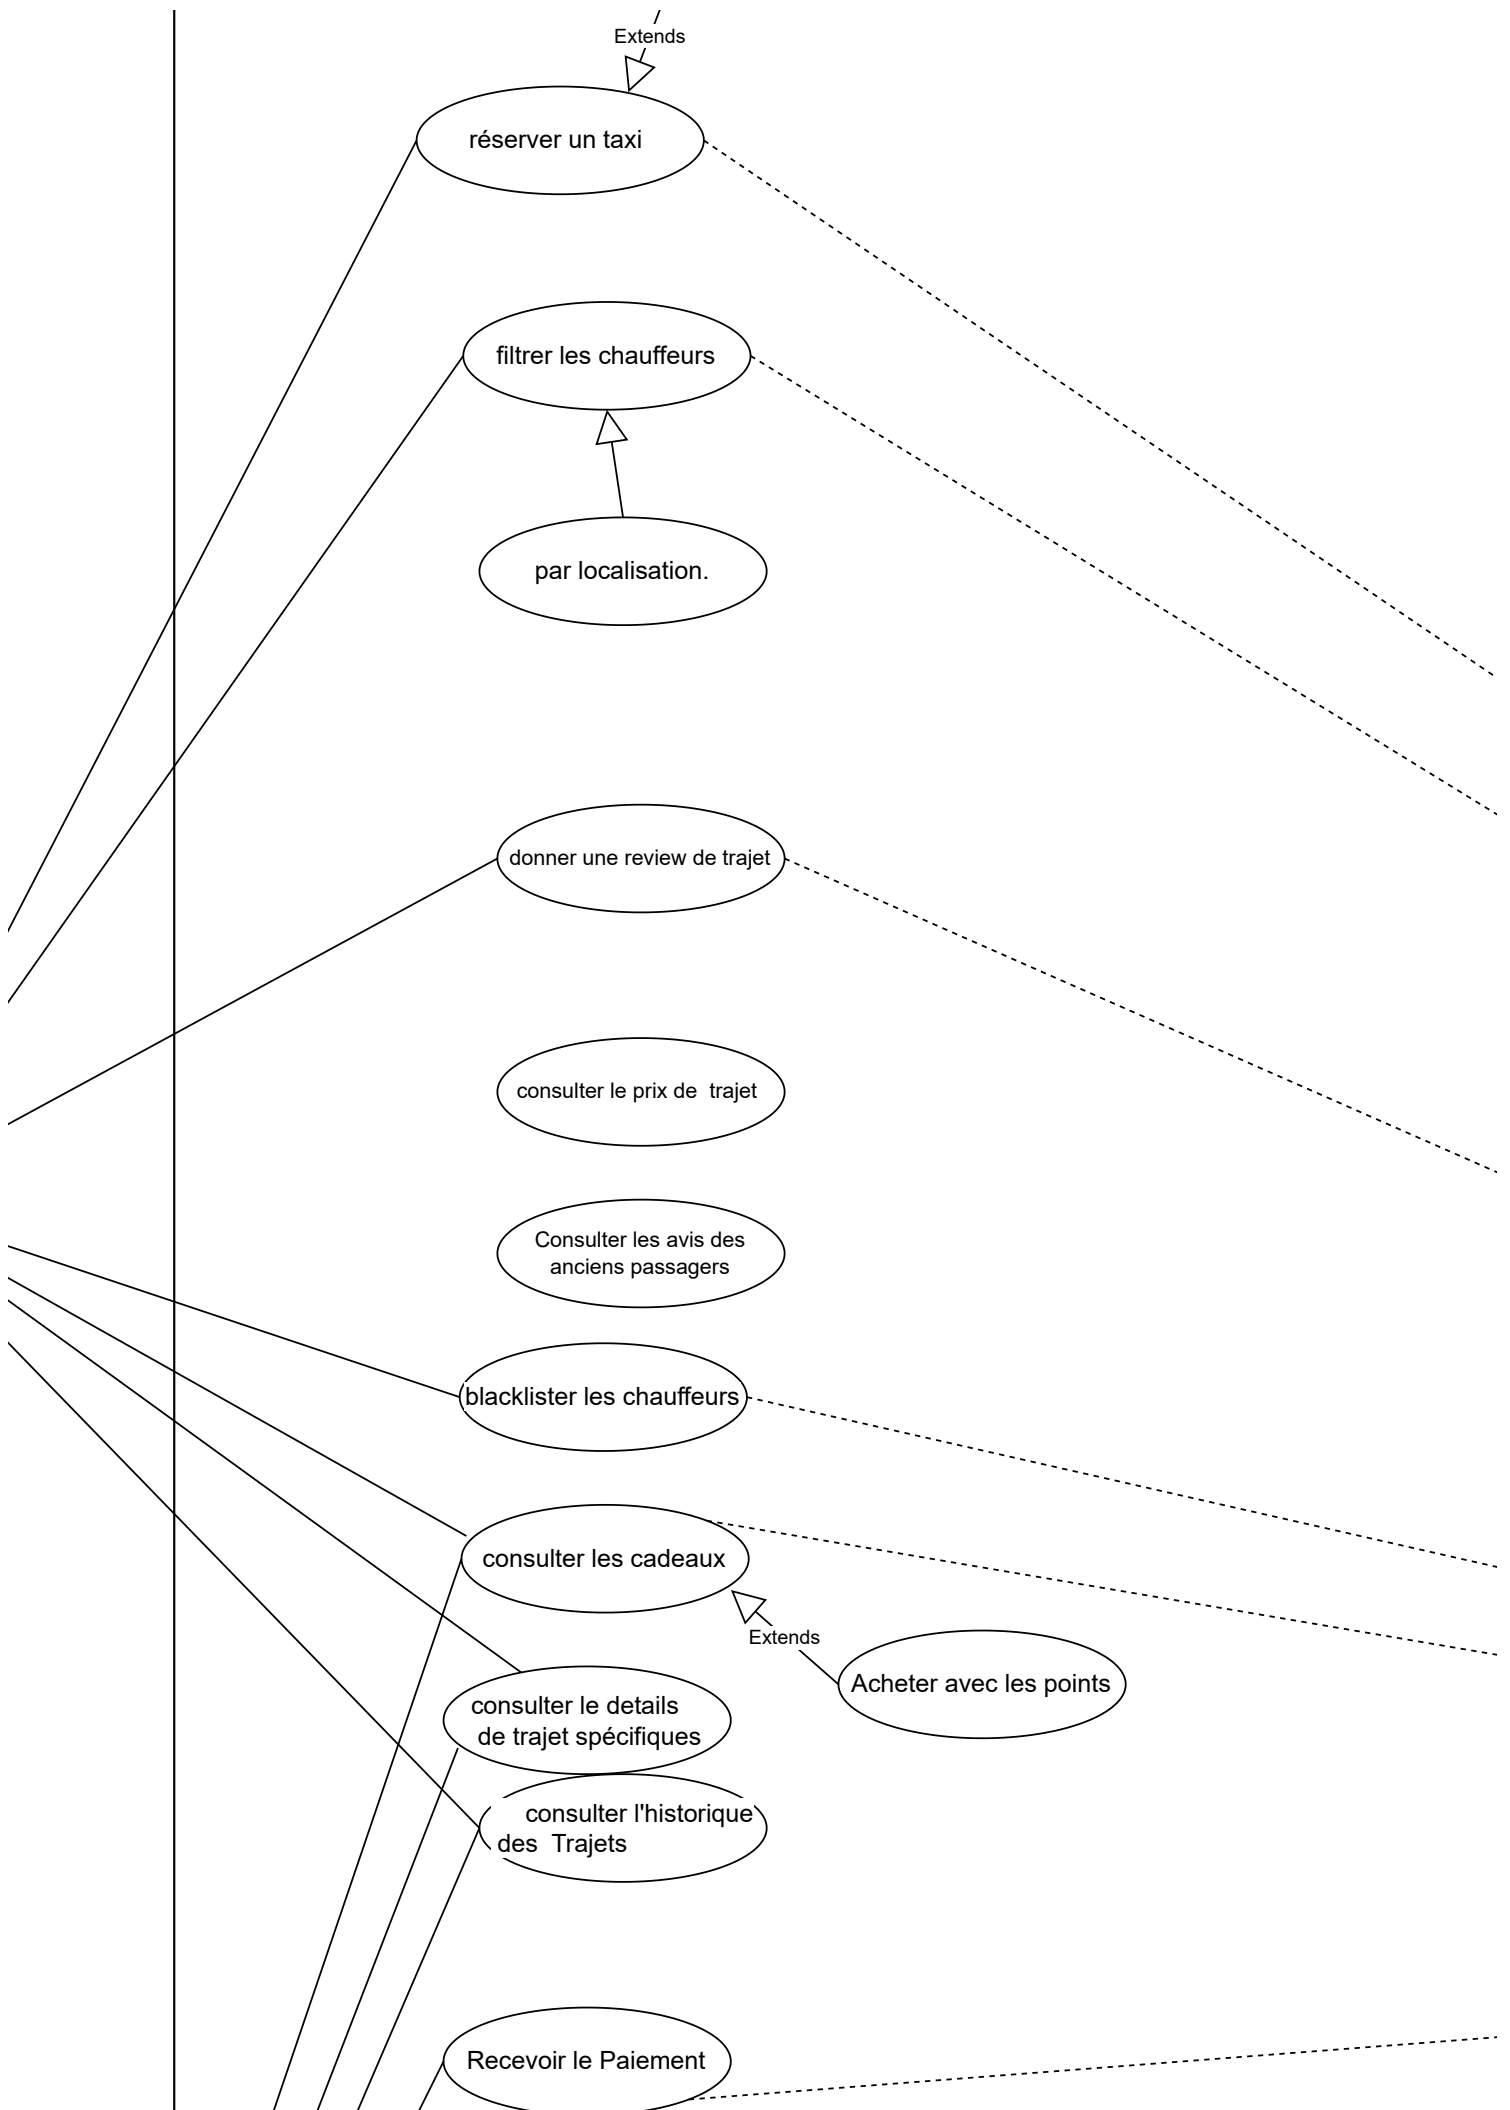 Extends
réserver un taxi
filtrer les chauffeurs
par localisation.
donner une review de trajet
consulter le prix de  trajet
Consulter les avis des
anciens passagers
blacklister les chauffeurs
consulter les cadeaux
Extends
Acheter avec les points
consulter le details
de trajet spécifiques
consulter l'historique
des  Trajets
Recevoir le Paiement